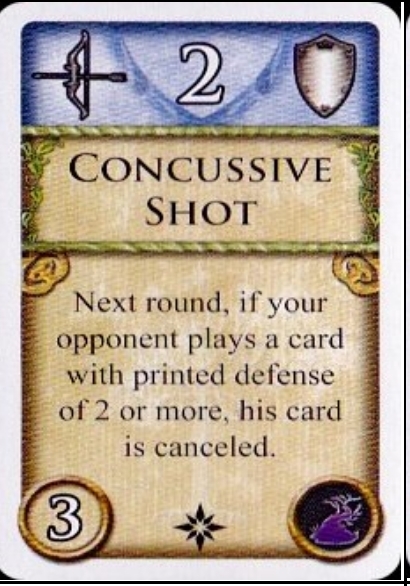 2
CONCUSSIVE
SHOT
Next round, if your
opponent plays a card
with printed defense
of 2 or more, his card
is canceled.
3